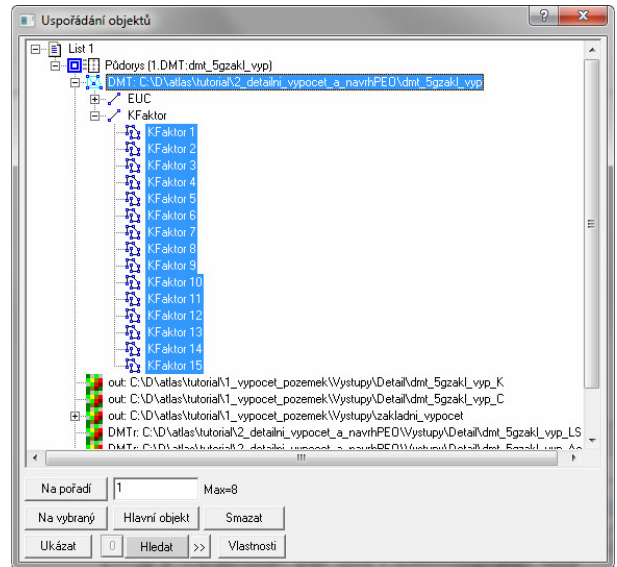 Uspořádání objektů
List 1
Půdorys (1.DMT:dmt_5gzakl_vyp)
DMT: C:\D\atlas\tutorial\2_detailni_vypocet_a_navrhPEO\dmt_5gzakl_vyp
EUC
KFaktor
KFaktor 1
KFaktor 2
KFaktor 3
KFaktor 4
KFaktor 5
KFaktor 6
KFaktor 7
KFaktor 8
KFaktor 9
KFaktor 10
KFaktor 11
KFaktor 12
KFaktor 13
KFaktor 14
KFaktor 15
out: C:\D\atlas\tutorial\1_vypocet_pozemek\Vystupy\Detail\dmt_5gzakl_vyp_K
out: C:\D\atlas\tutorial\1_vypocet_pozemek\Vystupy\Detail\dmt_5gzakl_vyp_C
out: C:\D\atlas\tutorial\1_vypocet_pozemek\Vystupy\zakladni_vypocet
DMTr: C:\D\atlas\tutorial\2_detailni_vypocet_a_navrhPEO\Vystupy\Detail\dmt_5gzakl_vyp_LS
Na pořadí 1 Max=8
Na vybraný Hlavní objekt Smazat
Ukázat 0 Hledat >> Vlastnosti